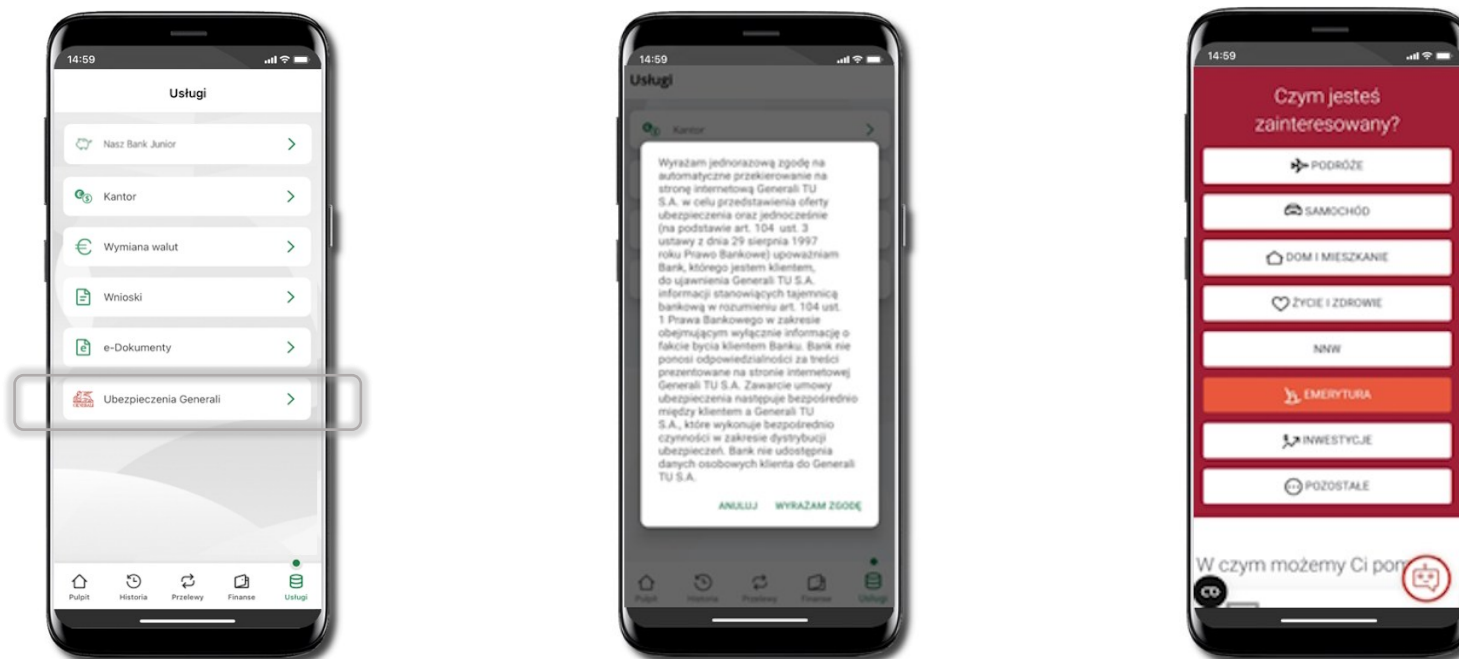 14:59
Usługi
Nasz Bank Junior
Kantor
Wymiana walut
Wnioski
e-Dokumenty
Ubezpieczenia Generali
Pulpit
Historia
Przelewy
Finanse
Usługi
14:59
Usługi
Kantor
Wyrażam jednorazową zgodę na
automatyczne przekierowanie na
stronę internetową Generali TU
S.A. w celu przedstawienia oferty
ubezpieczenia oraz jednocześnie
(na podstawie art. 104 ust. 3
ustawy z dnia 29 sierpnia 1997
roku Prawo Bankowe) upoważniam
Bank, którego jestem klientem,
do ujawnienia Generali TU S.A.
informacji stanowiących tajemnicą
bankową w rozumieniu art. 104 ust.
1 Prawa Bankowego w zakresie
obejmującym wyłącznie informację o
fakcie bycia klientem Banku. Bank nie
ponosi odpowiedzialności za treści
prezentowane na stronie internetowej
Generali TU S.A. Zawarcie umowy
ubezpieczenia następuje bezpośrednio
między klientem a Generali TU
S.A., które wykonuje bezpośrednio
czynności w zakresie dystrybucji
ubezpieczeń. Bank nie udostępnia
danych osobowych klienta do Generali
TU S.A.
ANULUJ WYRAŻAM ZGODĘ
Pulpit
Historia
Przelewy
Finanse
Usługi
14:59
Czym jesteś
zainteresowany?
PODRÓŻE
SAMOCHÓD
DOM I MIESZKANIE
ŻYCIE I ZDROWIE
NNW
EMERYTURA
INWESTYCJE
POZOSTAŁE
W czym możemy Ci pom